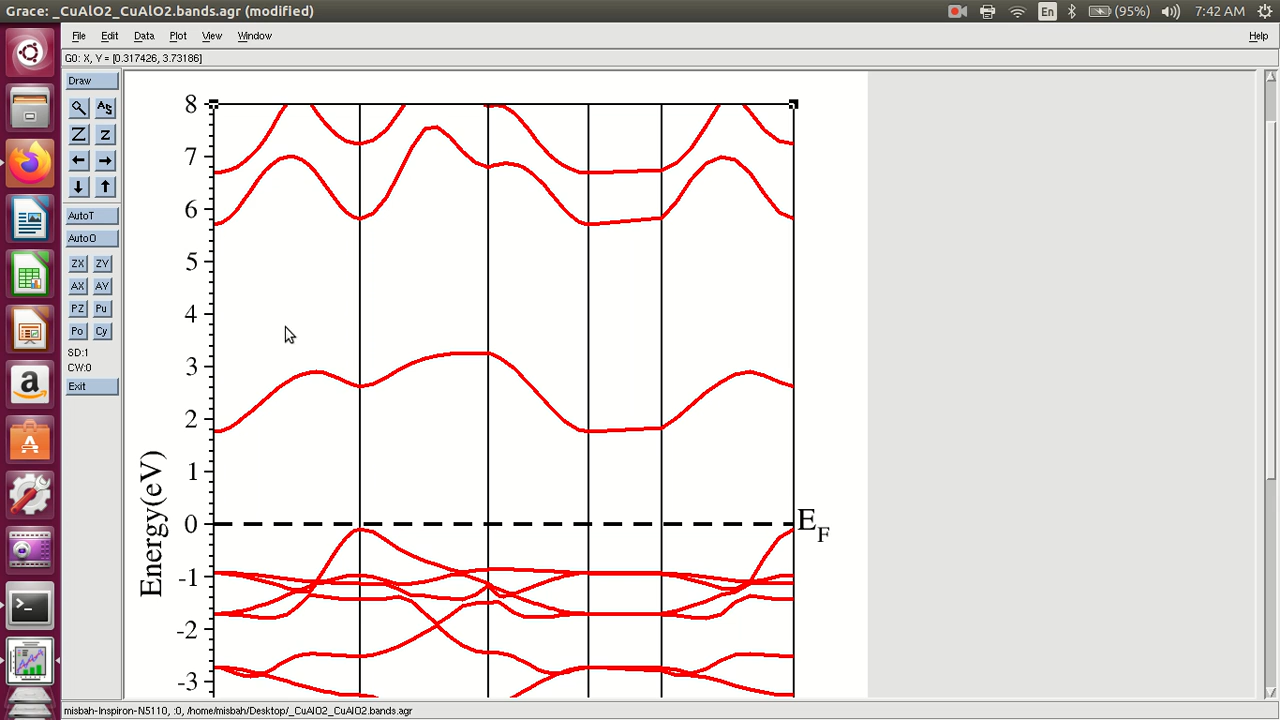 Grace: _CuAlO2_CuAlO2.bands.agr (modified)
En
(95%)
7:42 AM
File Edit Data Plot View Window Help
G0: X, Y = [0.317426, 3.73186]
Draw
AS
Z z
AutoT
AutoO
ZX ZY
AX AY
PZ Pu
Po Cy
SD:1
CW:0
Exit
8
7
6
5
4
3
2
1
0
-1
-2
-3
Energy(eV)
EF
misbah-Inspiron-N5110, :0, /home/misbah/Desktop/_CuAlO2_CuAlO2.bands.agr